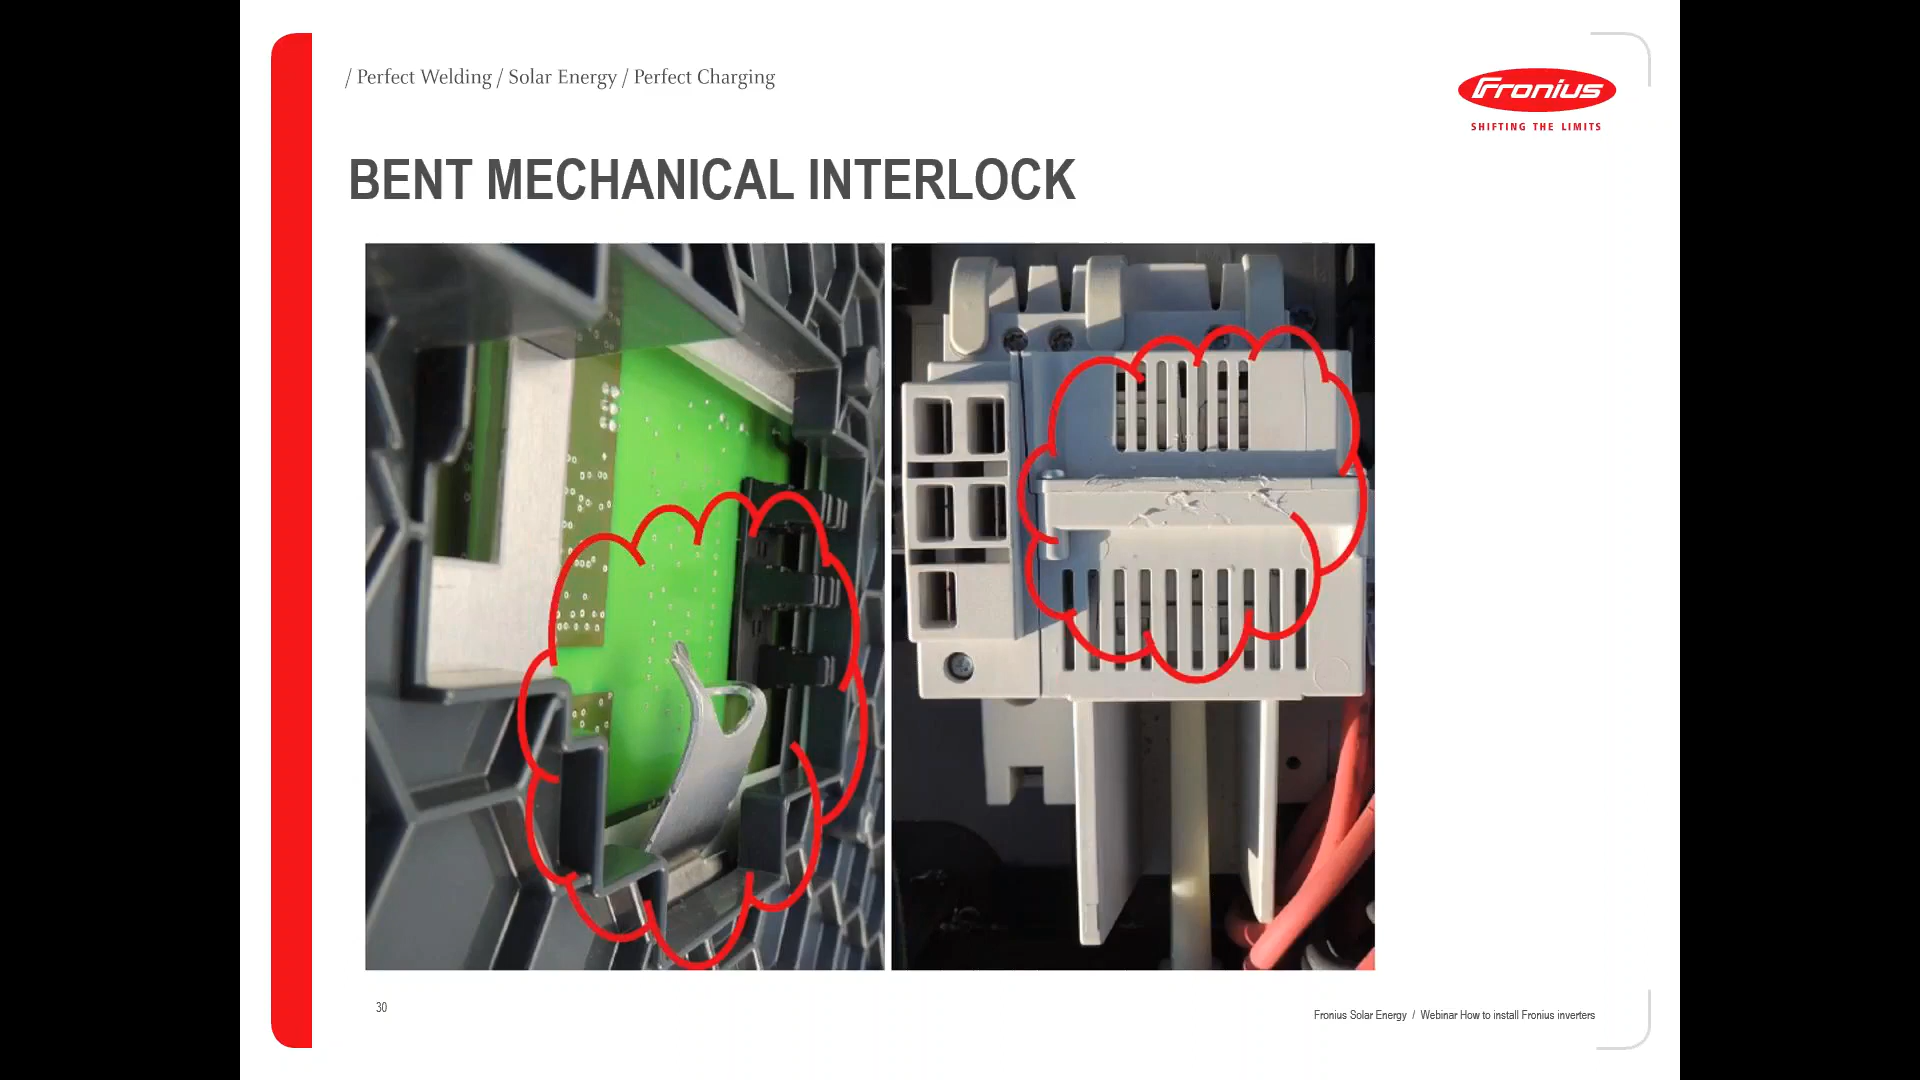 / Perfect Welding / Solar Energy / Perfect Charging
Fronius
SHIFTING THE LIMITS
BENT MECHANICAL INTERLOCK
30
Fronius Solar Energy / Webinar How to install Fronius inverters